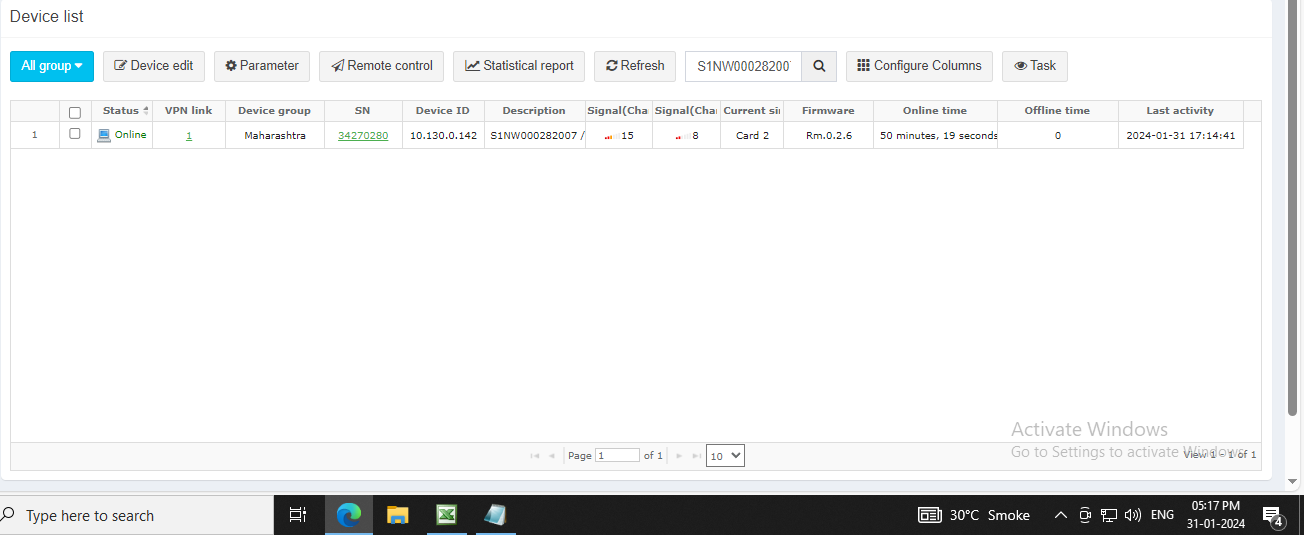 Device list
All group Device edit Parameter Remote control Statistical report Refresh S1NW000282007 Configure Columns Task
Status VPN link Device group SN Device ID Description Signal(Cha Signal(Cha Current si Firmware Online time Offline time Last activity
1 Online 1 Maharashtra 34270280 10.130.0.142 S1NW000282007 / 15 8 Card 2 Rm.0.2.6 50 minutes, 19 seconds 0 2024-01-31 17:14:41
Activate Windows
Go to Settings to activate Windows.
Page 1 of 1 10 View 1 - 1 of 1
Type here to search 30°C Smoke ENG 05:17 PM
31-01-2024 4